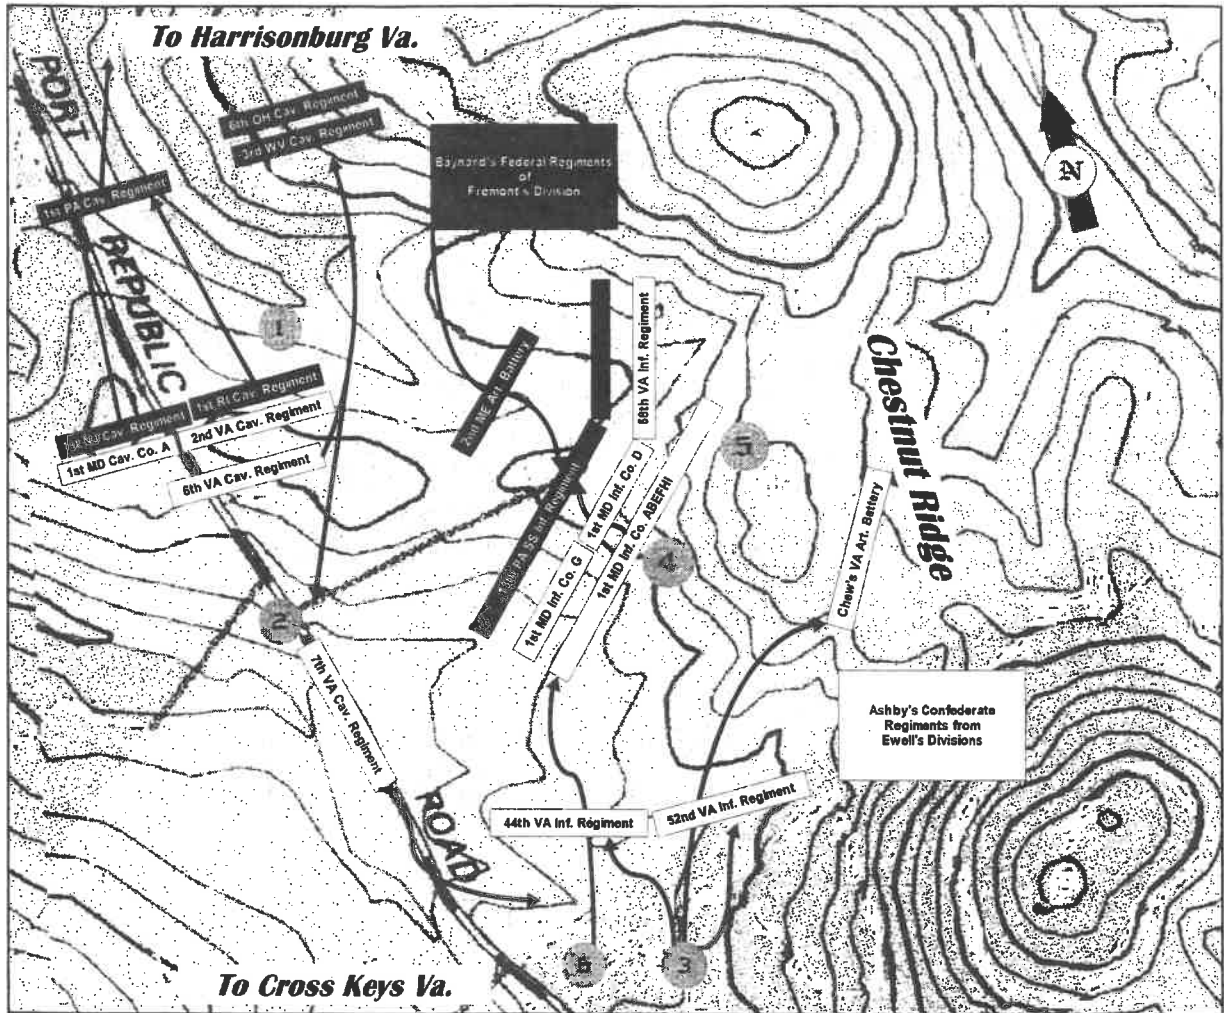 To Harrisonburg Va.
PORT
REPUBLIC
ROAD
6th OH Cav. Regiment
3rd WV Cav. Regiment
Baynard's Federal Regiments
of
Fremont's Division
N
1st PA Cav. Regiment
1
1st RI Cav. Regiment
Cav. Regiment
2nd VA Cav. Regiment
1st MD Cav. Co. A
6th VA Cav. Regiment
2nd ME Art. Battery
58th VA Inf. Regiment
Chestnut Ridge
5
PA SS Inf. Regiment
1st MD Inf. Co. D
1st MD Inf. Co. ABEFHI
1st MD Inf. Co. G
4
Chew's VA Art. Battery
2
7th VA Cav. Regiment
Ashby's Confederate
Regiments from
Ewell's Divisions
44th VA Inf. Regiment
52nd VA Inf. Regiment
6
3
To Cross Keys Va.